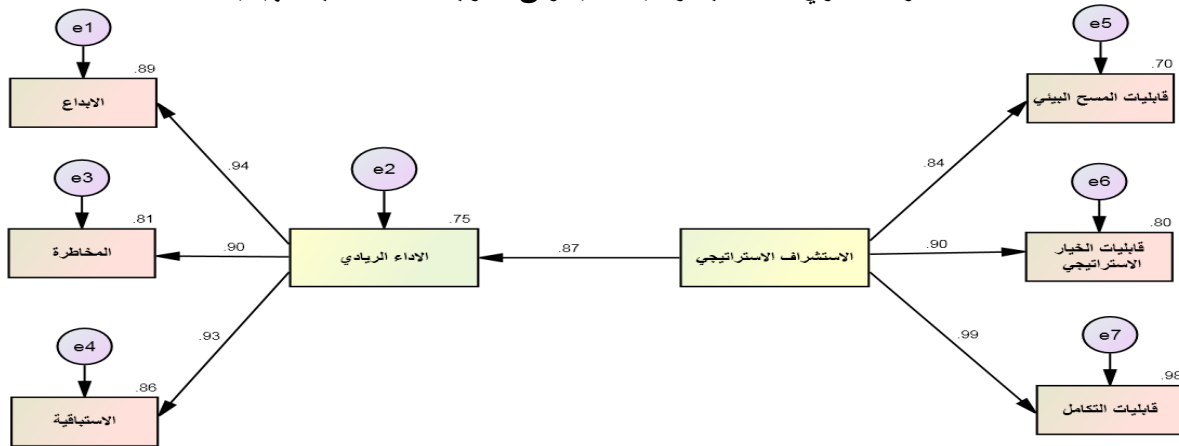 e1
.89
الابداع
.94
e3
.81
المخاطرة
.90
e4
.86
الاستباقية
.93
e2
.75
الاداء الريادي
.87
الاستشراف الاستراتيجي
e5
.70
قابليات المسح البيئي
.84
e6
.80
قابليات الخيار
الاستراتيجي
.90
e7
.98
قابليات التكامل
.99